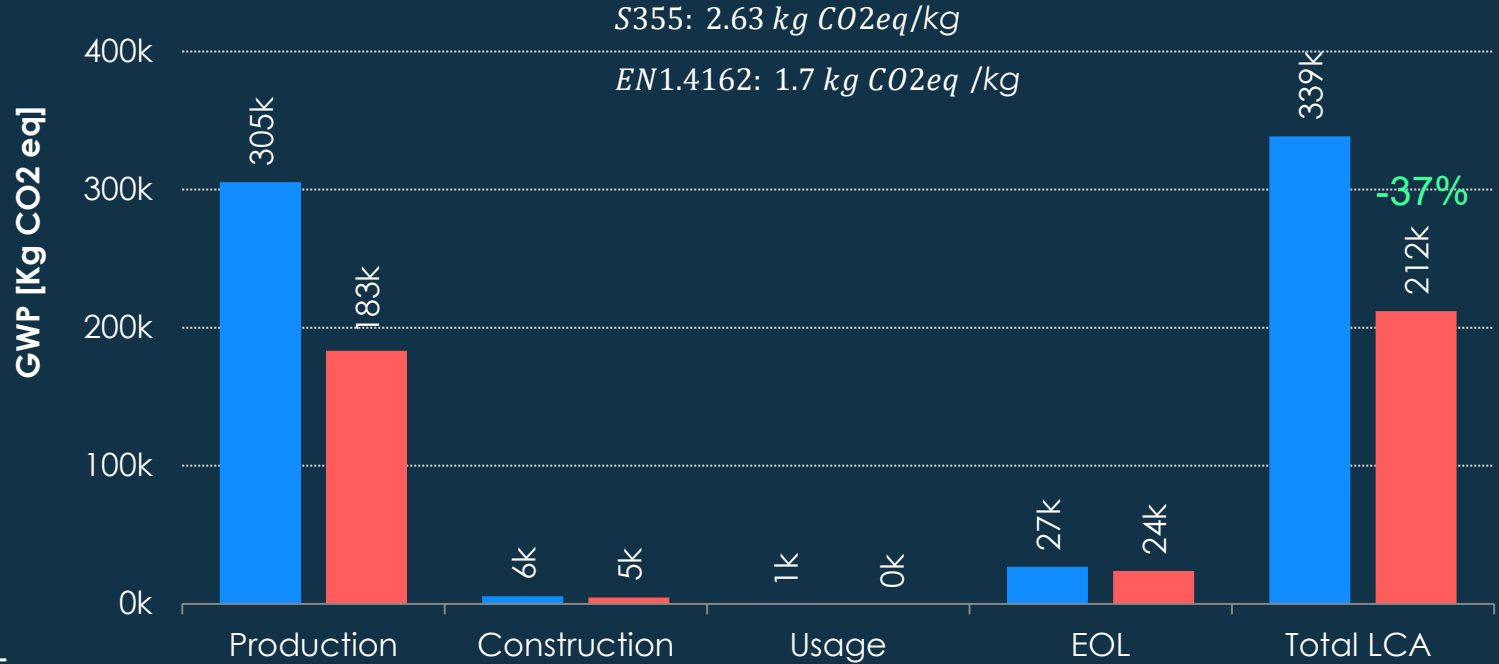 S355: 2.63 kg CO2eq/kg
EN1.4162: 1.7 kg CO2eq /kg
GWP [Kg CO2 eq]
400k
300k
200k
100k
0k
305k
183k
6k
5k
1k
0k
27k
24k
339k
-37%
212k
Production
Construction
Usage
EOL
Total LCA